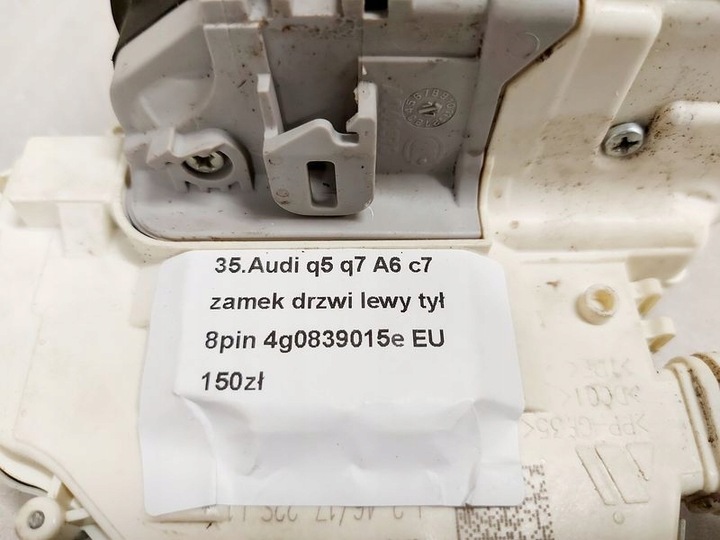 35.Audi q5 q7 A6 c7
zamek drzwi lewy tył
8pin 4g0839015e EU
150zł